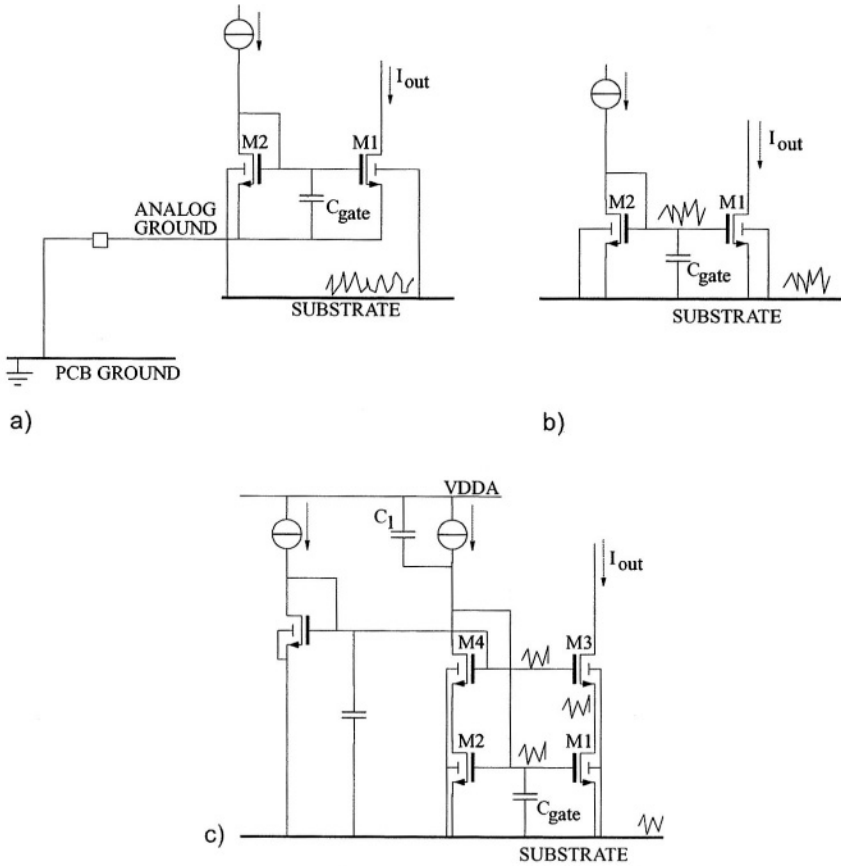 I_out
M2
M1
ANALOG
GROUND
C_gate
SUBSTRATE
PCB GROUND
a)
I_out
M2
M1
C_gate
SUBSTRATE
b)
VDDA
C_1
I_out
M4
M3
M2
M1
C_gate
c)
SUBSTRATE